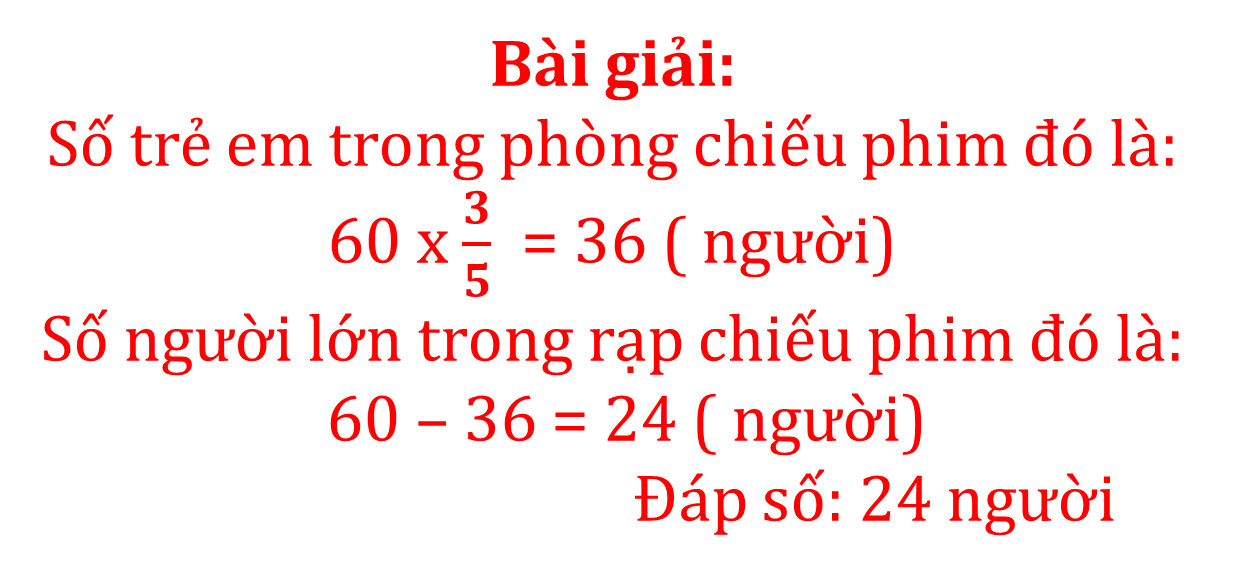 Bài giải:
Số trẻ em trong phòng chiếu phim đó là:
60 x 3/5 = 36 ( người)
Số người lớn trong rạp chiếu phim đó là:
60 – 36 = 24 ( người)
Đáp số: 24 người